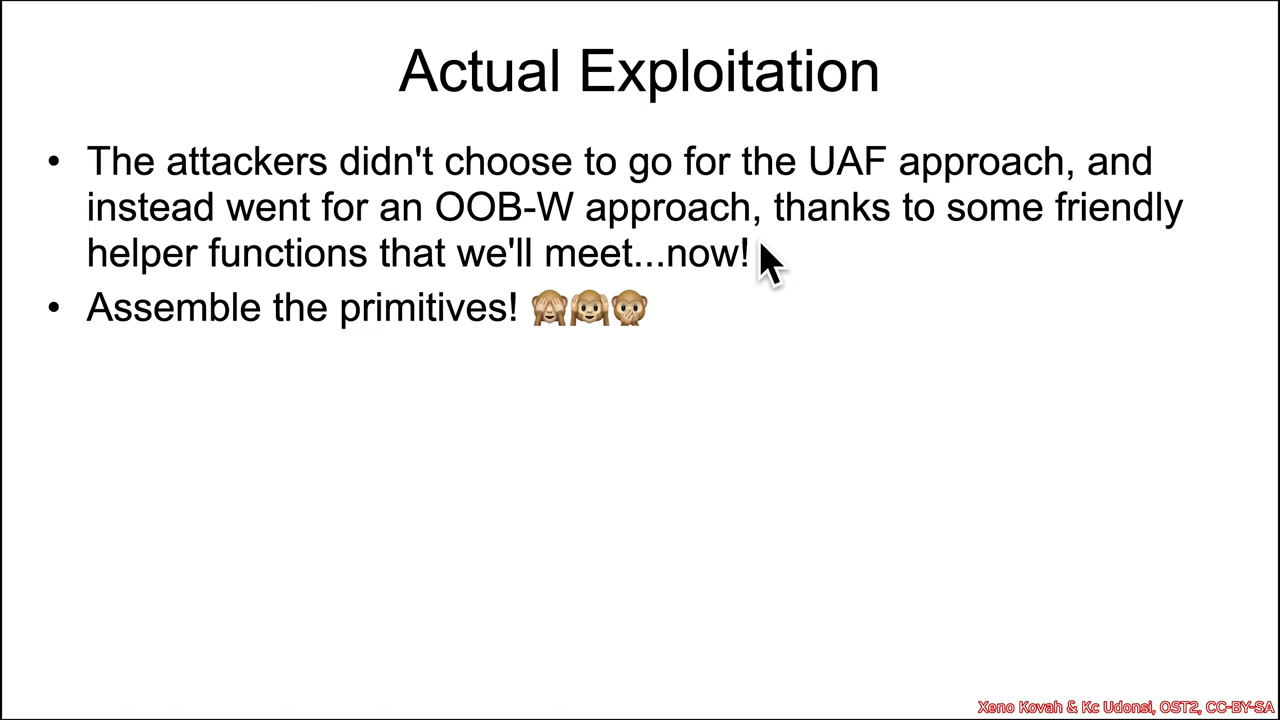 Actual Exploitation
• The attackers didn't choose to go for the UAF approach, and
instead went for an OOB-W approach, thanks to some friendly
helper functions that we'll meet...now!
• Assemble the primitives! 🙈🙉🙊
Xeno Kovah & Kc Udonsi, OST2, CC-BY-SA